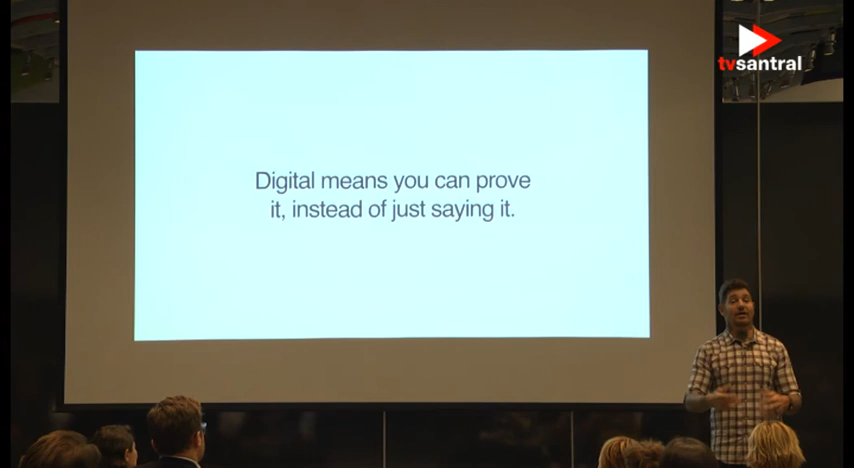 tvsantral
Digital means you can prove
it, instead of just saying it.